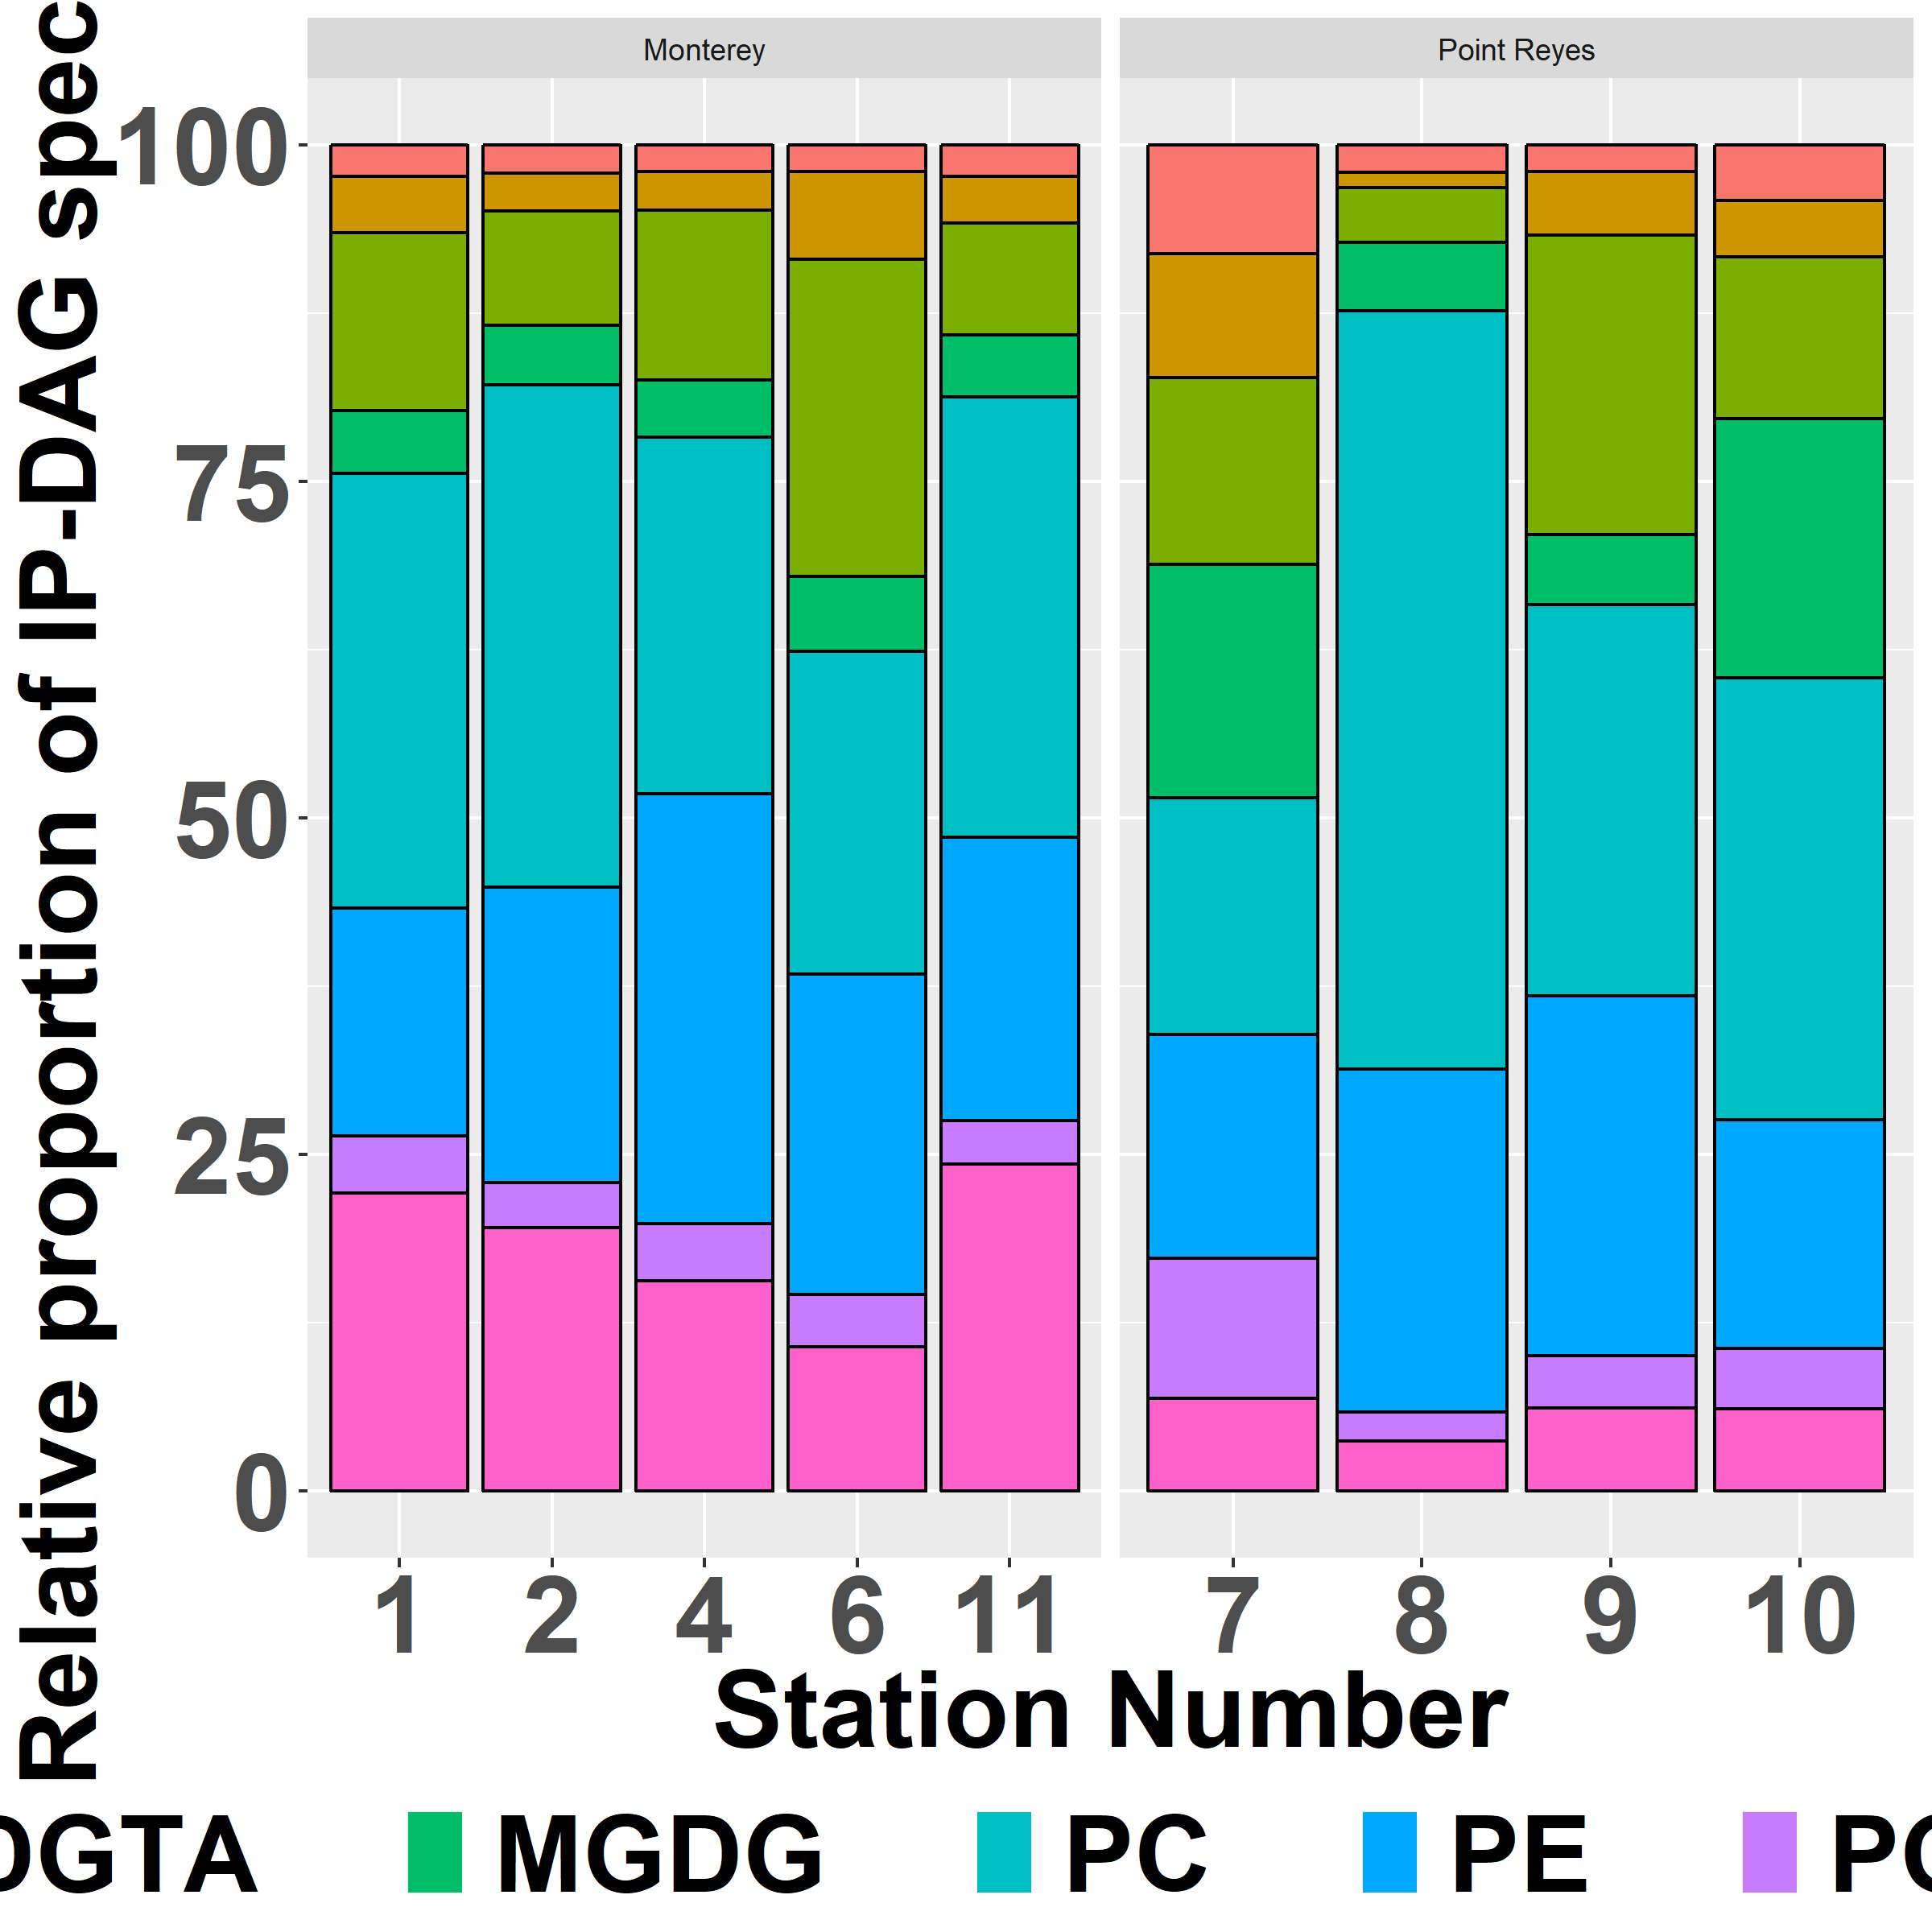 Monterey
Point Reyes
Relative proportion of IP-DAG spec
100
75
50
25
0
1 2 4 6 11 7 8 9 10
Station Number
DGTA MGDG PC PE